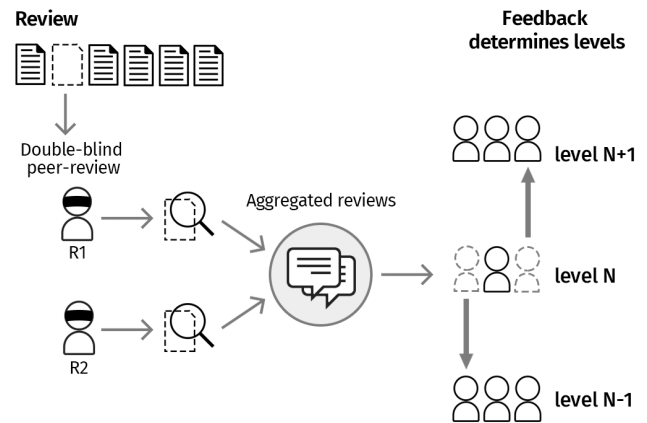 Review
Feedback
determines levels
Double-blind
peer-review
R1
Aggregated reviews
level N+1
level N
R2
level N-1